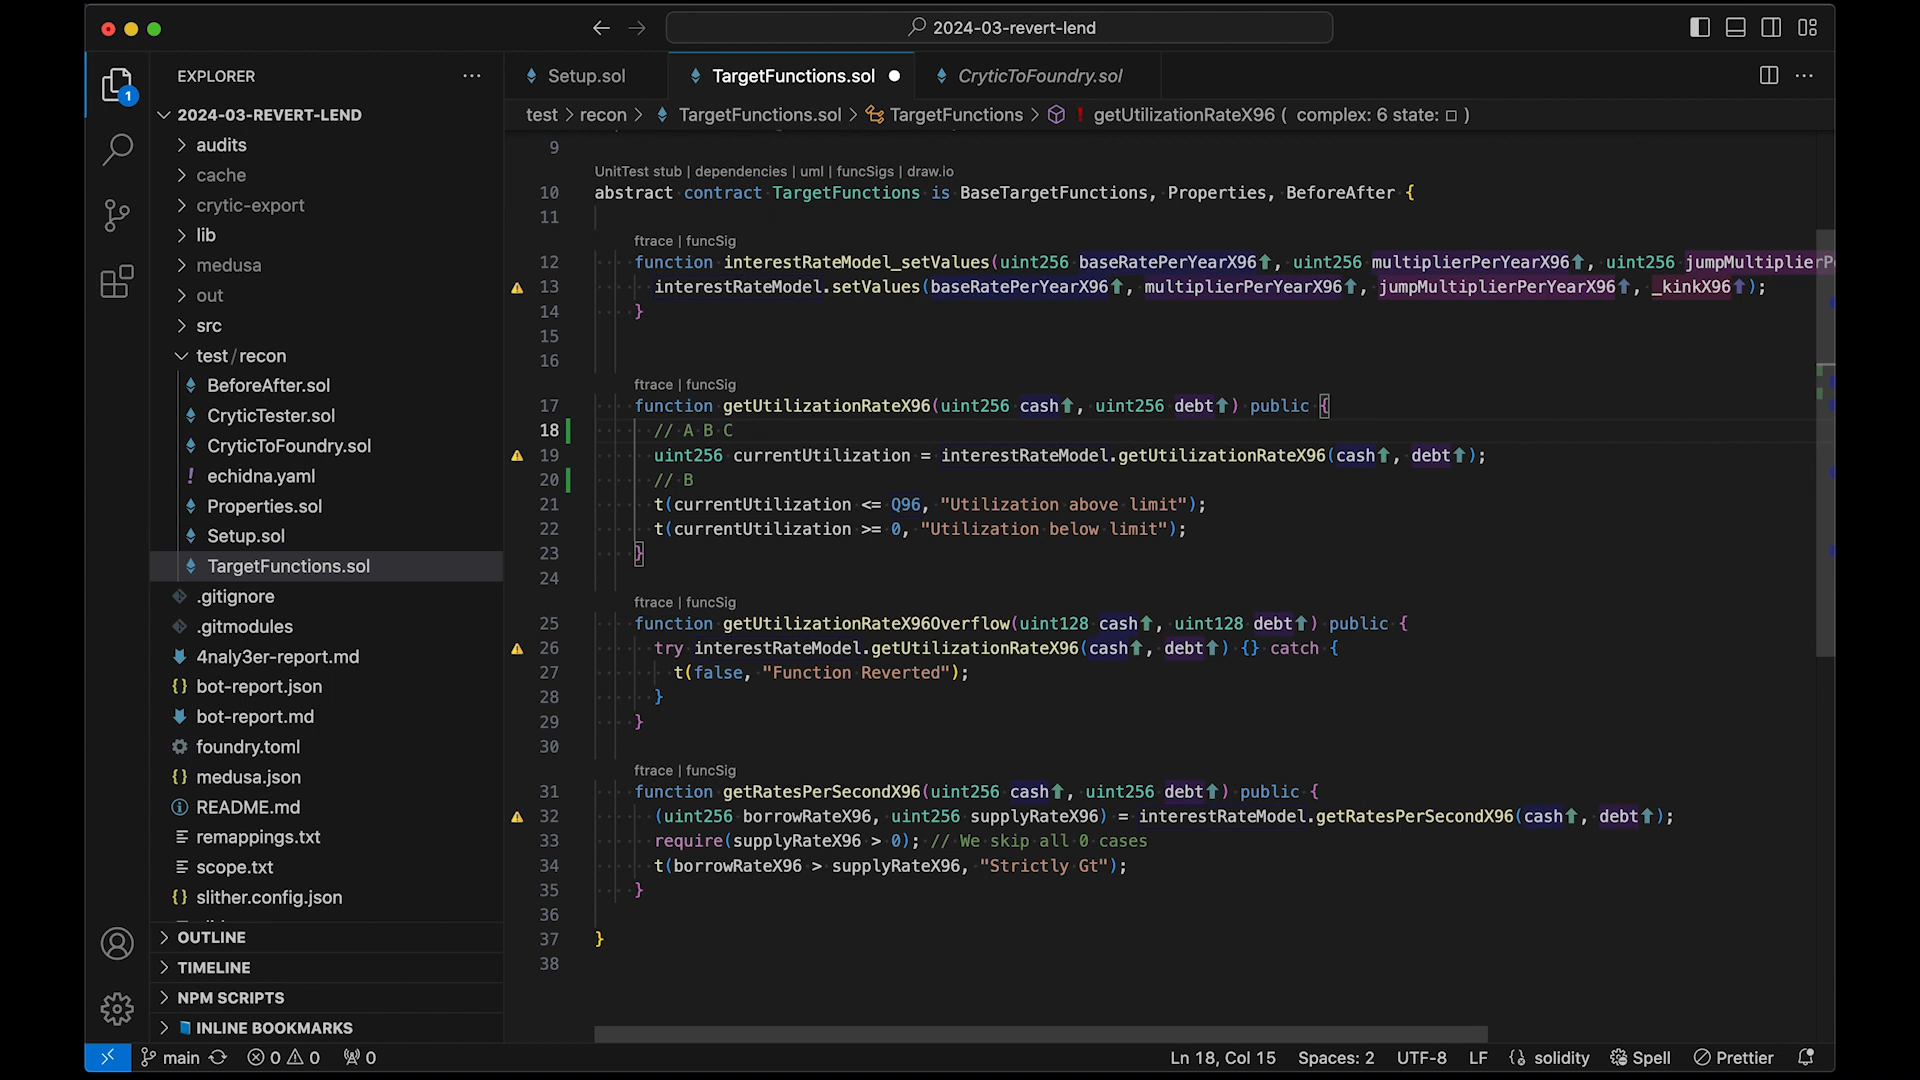 2024-03-revert-lend
EXPLORER
2024-03-REVERT-LEND
audits
cache
crytic-export
lib
medusa
out
src
test/recon
BeforeAfter.sol
CryticTester.sol
CryticToFoundry.sol
! echidna.yaml
Properties.sol
Setup.sol
TargetFunctions.sol
.gitignore
.gitmodules
4naly3er-report.md
{} bot-report.json
bot-report.md
foundry.toml
{} medusa.json
README.md
remappings.txt
scope.txt
{} slither.config.json
OUTLINE
TIMELINE
NPM SCRIPTS
INLINE BOOKMARKS
1
Setup.sol
TargetFunctions.sol
CryticToFoundry.sol
test > recon > TargetFunctions.sol > TargetFunctions > ! getUtilizationRateX96 ( complex: 6 state: □ )
9
UnitTest stub | dependencies | uml | funcSigs | draw.io
10 abstract contract TargetFunctions is BaseTargetFunctions, Properties, BeforeAfter {
11
ftrace | funcSig
12 function interestRateModel_setValues(uint256 baseRatePerYearX96↑, uint256 multiplierPerYearX96↑, uint256 jumpMultiplierP
13 interestRateModel.setValues(baseRatePerYearX96↑, multiplierPerYearX96↑, jumpMultiplierPerYearX96↑, _kinkX96↑);
14 }
15
16
ftrace | funcSig
17 function getUtilizationRateX96(uint256 cash↑, uint256 debt↑) public {
18 // A B C
19 uint256 currentUtilization = interestRateModel.getUtilizationRateX96(cash↑, debt↑);
20 // B
21 t(currentUtilization <= Q96, "Utilization above limit");
22 t(currentUtilization >= 0, "Utilization below limit");
23 }
24
ftrace | funcSig
25 function getUtilizationRateX96Overflow(uint128 cash↑, uint128 debt↑) public {
26 try interestRateModel.getUtilizationRateX96(cash↑, debt↑) {} catch {
27 t(false, "Function Reverted");
28 }
29 }
30
ftrace | funcSig
31 function getRatesPerSecondX96(uint256 cash↑, uint256 debt↑) public {
32 (uint256 borrowRateX96, uint256 supplyRateX96) = interestRateModel.getRatesPerSecondX96(cash↑, debt↑);
33 require(supplyRateX96 > 0); // We skip all 0 cases
34 t(borrowRateX96 > supplyRateX96, "Strictly Gt");
35 }
36
37 }
38
main 0 0 0 Ln 18, Col 15 Spaces: 2 UTF-8 LF solidity Spell Prettier